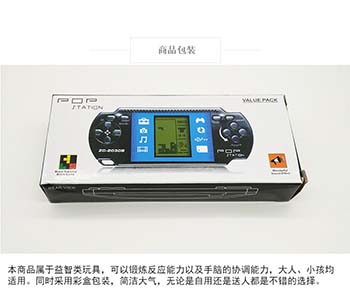 商品包装
POP
STATION
VALUE PACK
ZD-2030B
POP
STATION
REAR VIEW
本商品属于益智类玩具，可以锻炼反应能力以及手脑的协调能力，大人、小孩均
适用。同时采用彩盒包装，简洁大气，无论是自用还是送人都是不错的选择。